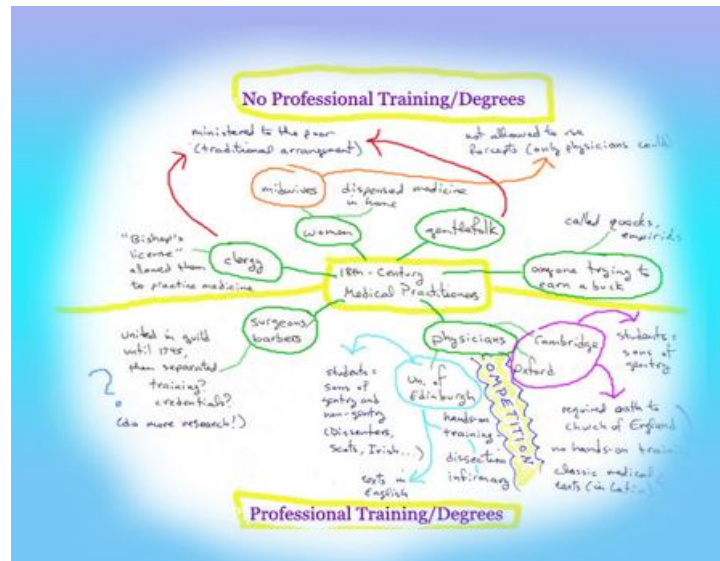 No Professional Training/Degrees
ministered to the poor
(traditional arrangement)
not allowed to use
forceps (only physicians could)
midwives
dispensed medicine
in home
women
gentlefolk
called quacks,
empirics
"Bishop's
license"
allowed them
to practice medicine
clergy
18th-Century
Medical Practitioners
anyone trying to
earn a buck
surgeons/
barbers
united in guild
until 1745,
then separated
training?
credentials?
(do more research!)
?
physicians
Cambridge
Oxford
students =
sons of
gentry
Un. of
Edinburgh
students =
sons of
gentry and
non-gentry
(Dissenters,
Scots, Irish...)
hands-on
training
dissection
infirmary
texts in
English
COMPETITION
required oath to
church of England
no hands-on training
classic medical
texts (in Latin)
Professional Training/Degrees